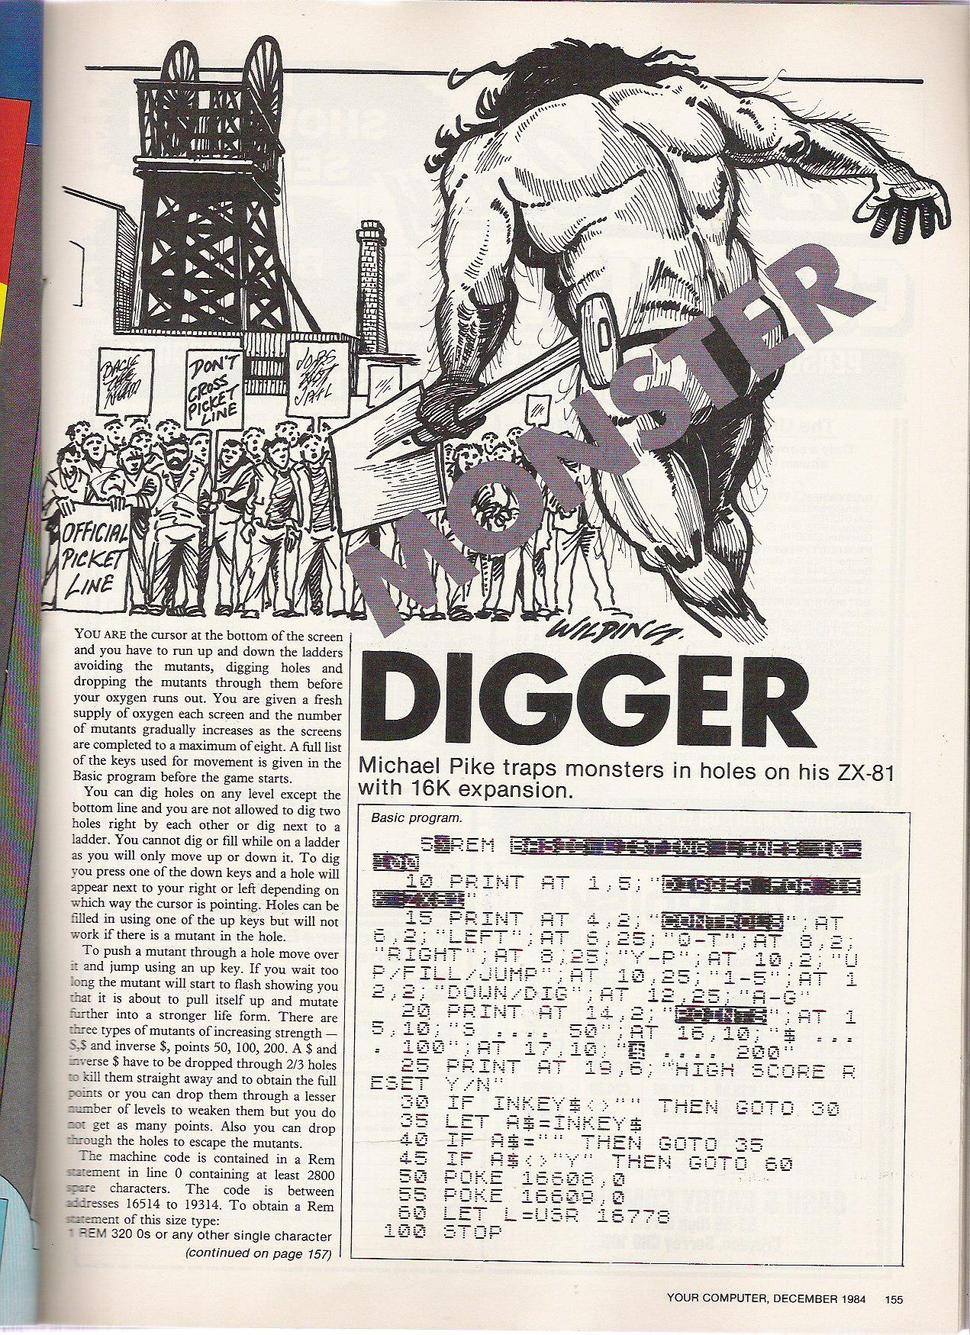 DON'T
CROSS
PICKET
LINE
OFFICIAL
PICKET
LINE
WILDING.
MONSTER
DIGGER
Michael Pike traps monsters in holes on his ZX-81
with 16K expansion.
YOU ARE the cursor at the bottom of the screen
and you have to run up and down the ladders
avoiding the mutants, digging holes and
dropping the mutants through them before
your oxygen runs out. You are given a fresh
supply of oxygen each screen and the number
of mutants gradually increases as the screens
are completed to a maximum of eight. A full list
of the keys used for movement is given in the
Basic program before the game starts.
You can dig holes on any level except the
bottom line and you are not allowed to dig two
holes right by each other or dig next to a
ladder. You cannot dig or fill while on a ladder
as you will only move up or down it. To dig
you press one of the down keys and a hole will
appear next to your right or left depending on
which way the cursor is pointing. Holes can be
filled in using one of the up keys but will not
work if there is a mutant in the hole.
To push a mutant through a hole move over
it and jump using an up key. If you wait too
long the mutant will start to flash showing you
that it is about to pull itself up and mutate
further into a stronger life form. There are
three types of mutants of increasing strength —
S,$ and inverse $, points 50, 100, 200. A $ and
inverse $ have to be dropped through 2/3 holes
to kill them straight away and to obtain the full
points or you can drop them through a lesser
number of levels to weaken them but you do
not get as many points. Also you can drop
through the holes to escape the mutants.
The machine code is contained in a Rem
statement in line 0 containing at least 2800
spare characters. The code is between
addresses 16514 to 19314. To obtain a Rem
statement of this size type:
1 REM 320 0s or any other single character
(continued on page 157)
Basic program.
5 REM BASIC LISTING LINES 10-
100
10 PRINT AT 1,5;"DIGGER FOR
"
15 PRINT AT 4,2;"CONTROLS";AT
6,2;"LEFT";AT 6,25;"Q-T";AT 8,2;
"RIGHT";AT 8,25;"Y-P";AT 10,2;"U
P/FILL/JUMP";AT 10,25;"1-5";AT 1
2,2;"DOWN/DIG";AT 12,25;"A-G"
20 PRINT AT 14,2;"POINTS";AT 1
5,10;"S .... 50";AT 16,10;"$ ...
. 100";AT 17,10;"$ .... 200"
25 PRINT AT 19,6;"HIGH SCORE R
ESET Y/N"
30 IF INKEY$<>"" THEN GOTO 30
35 LET A$=INKEY$
40 IF A$="" THEN GOTO 35
45 IF A$<>"Y" THEN GOTO 60
50 POKE 16608,0
55 POKE 16609,0
60 LET L=USR 16778
100 STOP
YOUR COMPUTER, DECEMBER 1984 155